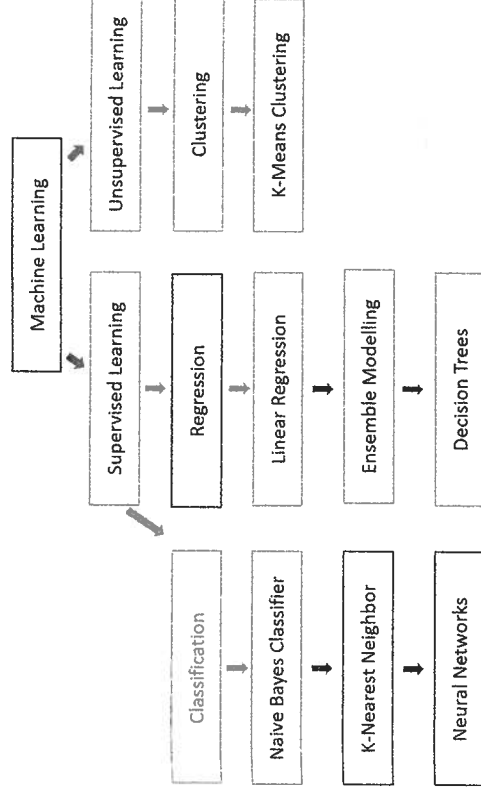 Machine Learning
Supervised Learning
Unsupervised Learning
Classification
Regression
Clustering
Naive Bayes Classifier
Linear Regression
K-Means Clustering
K-Nearest Neighbor
Ensemble Modelling
Neural Networks
Decision Trees